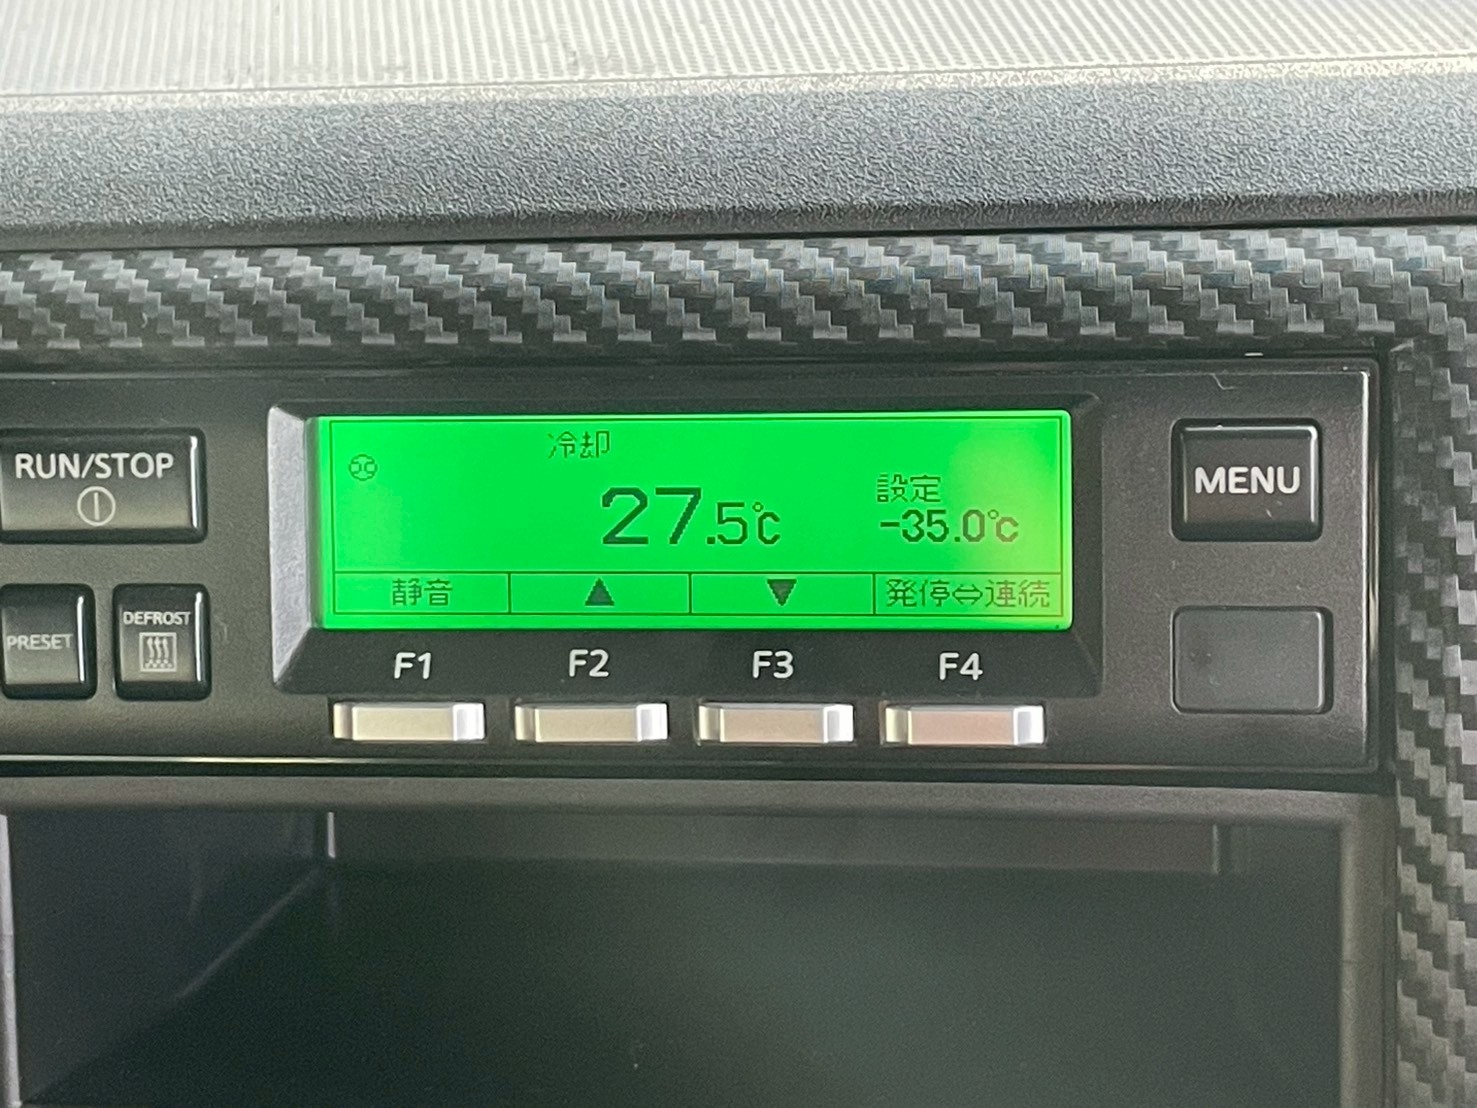 RUN/STOP
PRESET
DEFROST
冷却
27.5℃
設定
-35.0℃
静音
▲
▼
発停⇔連続
F1
F2
F3
F4
MENU